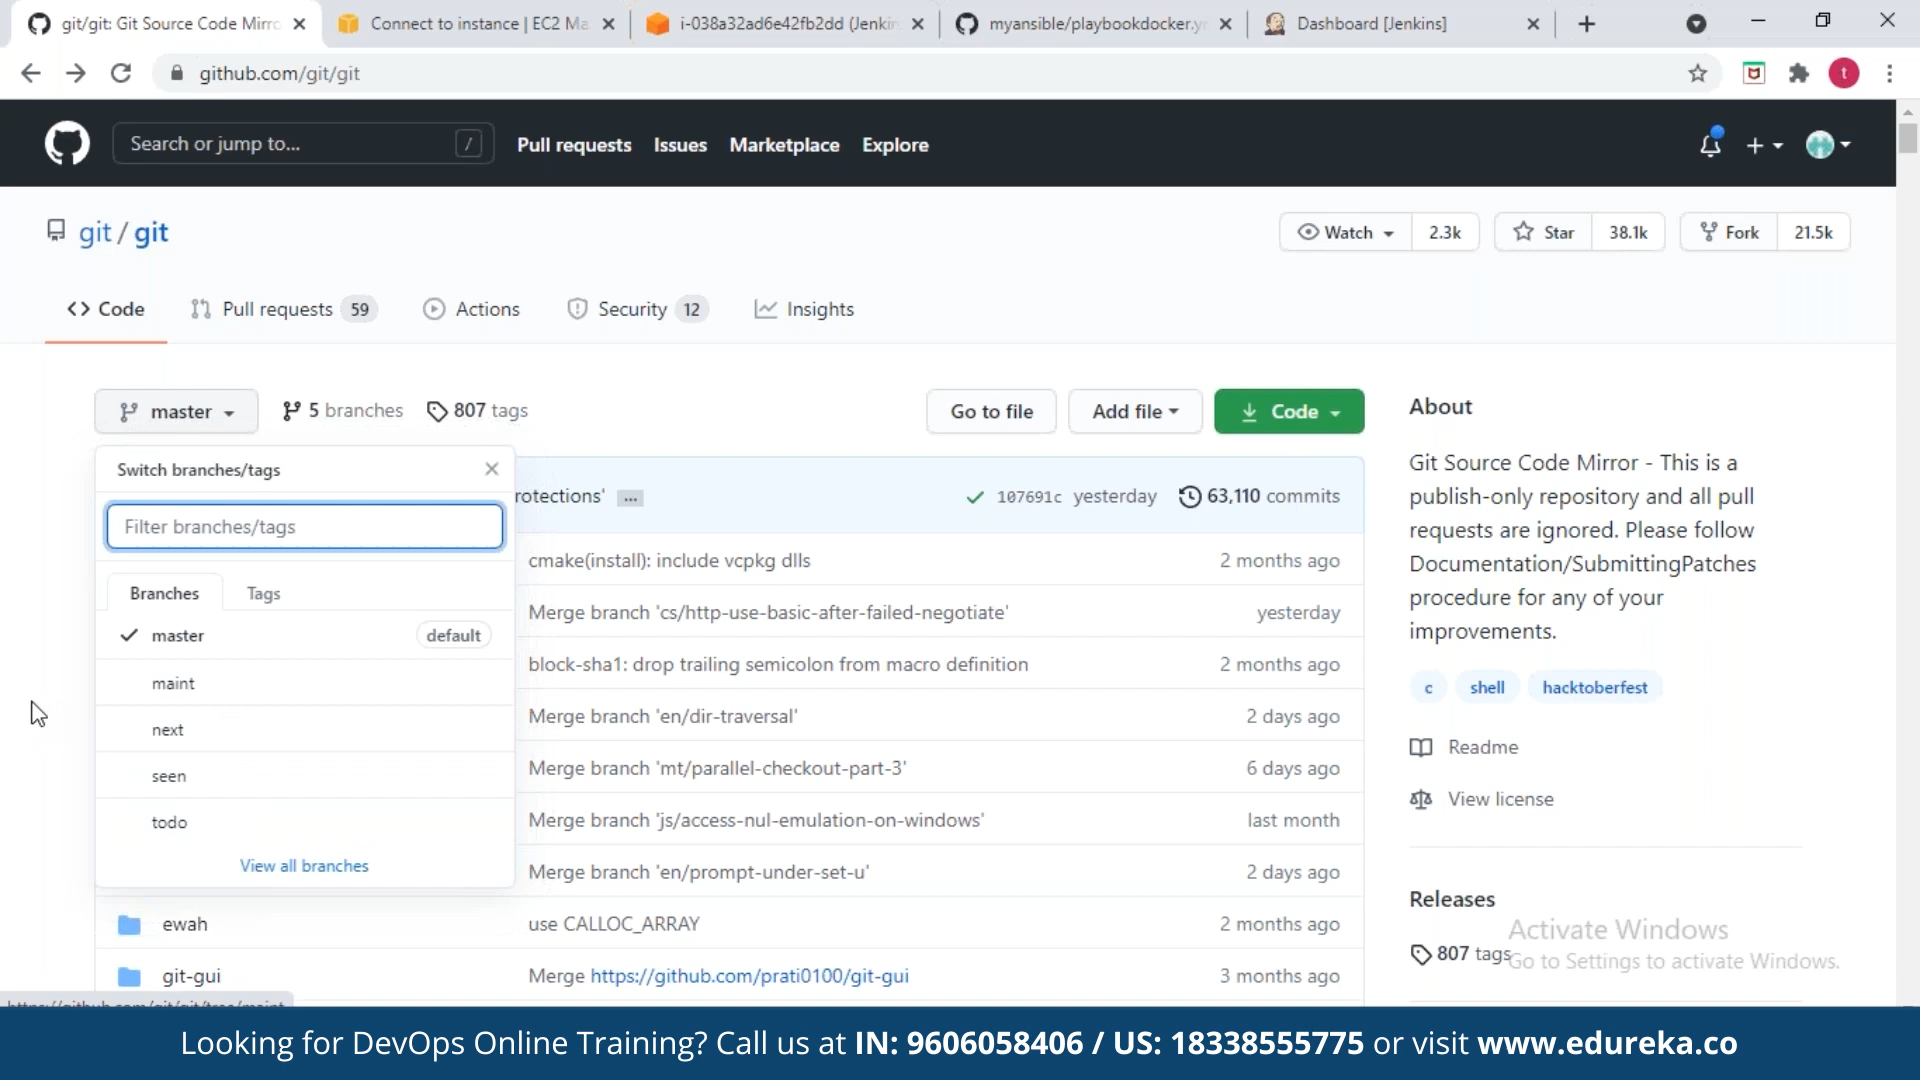 git/git: Git Source Code Mirro
Connect to instance | EC2 Ma
i-038a32ad6e42fb2dd (Jenkin
myansible/playbookdocker.ym
Dashboard [Jenkins]
github.com/git/git
t
Search or jump to...
/
Pull requests
Issues
Marketplace
Explore
git / git
Watch 2.3k
Star 38.1k
Fork 21.5k
Code
Pull requests 59
Actions
Security 12
Insights
master
5 branches
807 tags
Go to file
Add file
Code
Switch branches/tags
Filter branches/tags
Branches
Tags
master default
maint
next
seen
todo
View all branches
rotections' ...
107691c yesterday
63,110 commits
cmake(install): include vcpkg dlls 2 months ago
Merge branch 'cs/http-use-basic-after-failed-negotiate' yesterday
block-sha1: drop trailing semicolon from macro definition 2 months ago
Merge branch 'en/dir-traversal' 2 days ago
Merge branch 'mt/parallel-checkout-part-3' 6 days ago
Merge branch 'js/access-nul-emulation-on-windows' last month
Merge branch 'en/prompt-under-set-u' 2 days ago
ewah use CALLOC_ARRAY 2 months ago
git-gui Merge https://github.com/prati0100/git-gui 3 months ago
About
Git Source Code Mirror - This is a
publish-only repository and all pull
requests are ignored. Please follow
Documentation/SubmittingPatches
procedure for any of your
improvements.
c
shell
hacktoberfest
Readme
View license
Releases
807 tags
Activate Windows
Go to Settings to activate Windows.
https://github.com/git/git/tree/maint
Looking for DevOps Online Training? Call us at IN: 9606058406 / US: 18338555775 or visit www.edureka.co